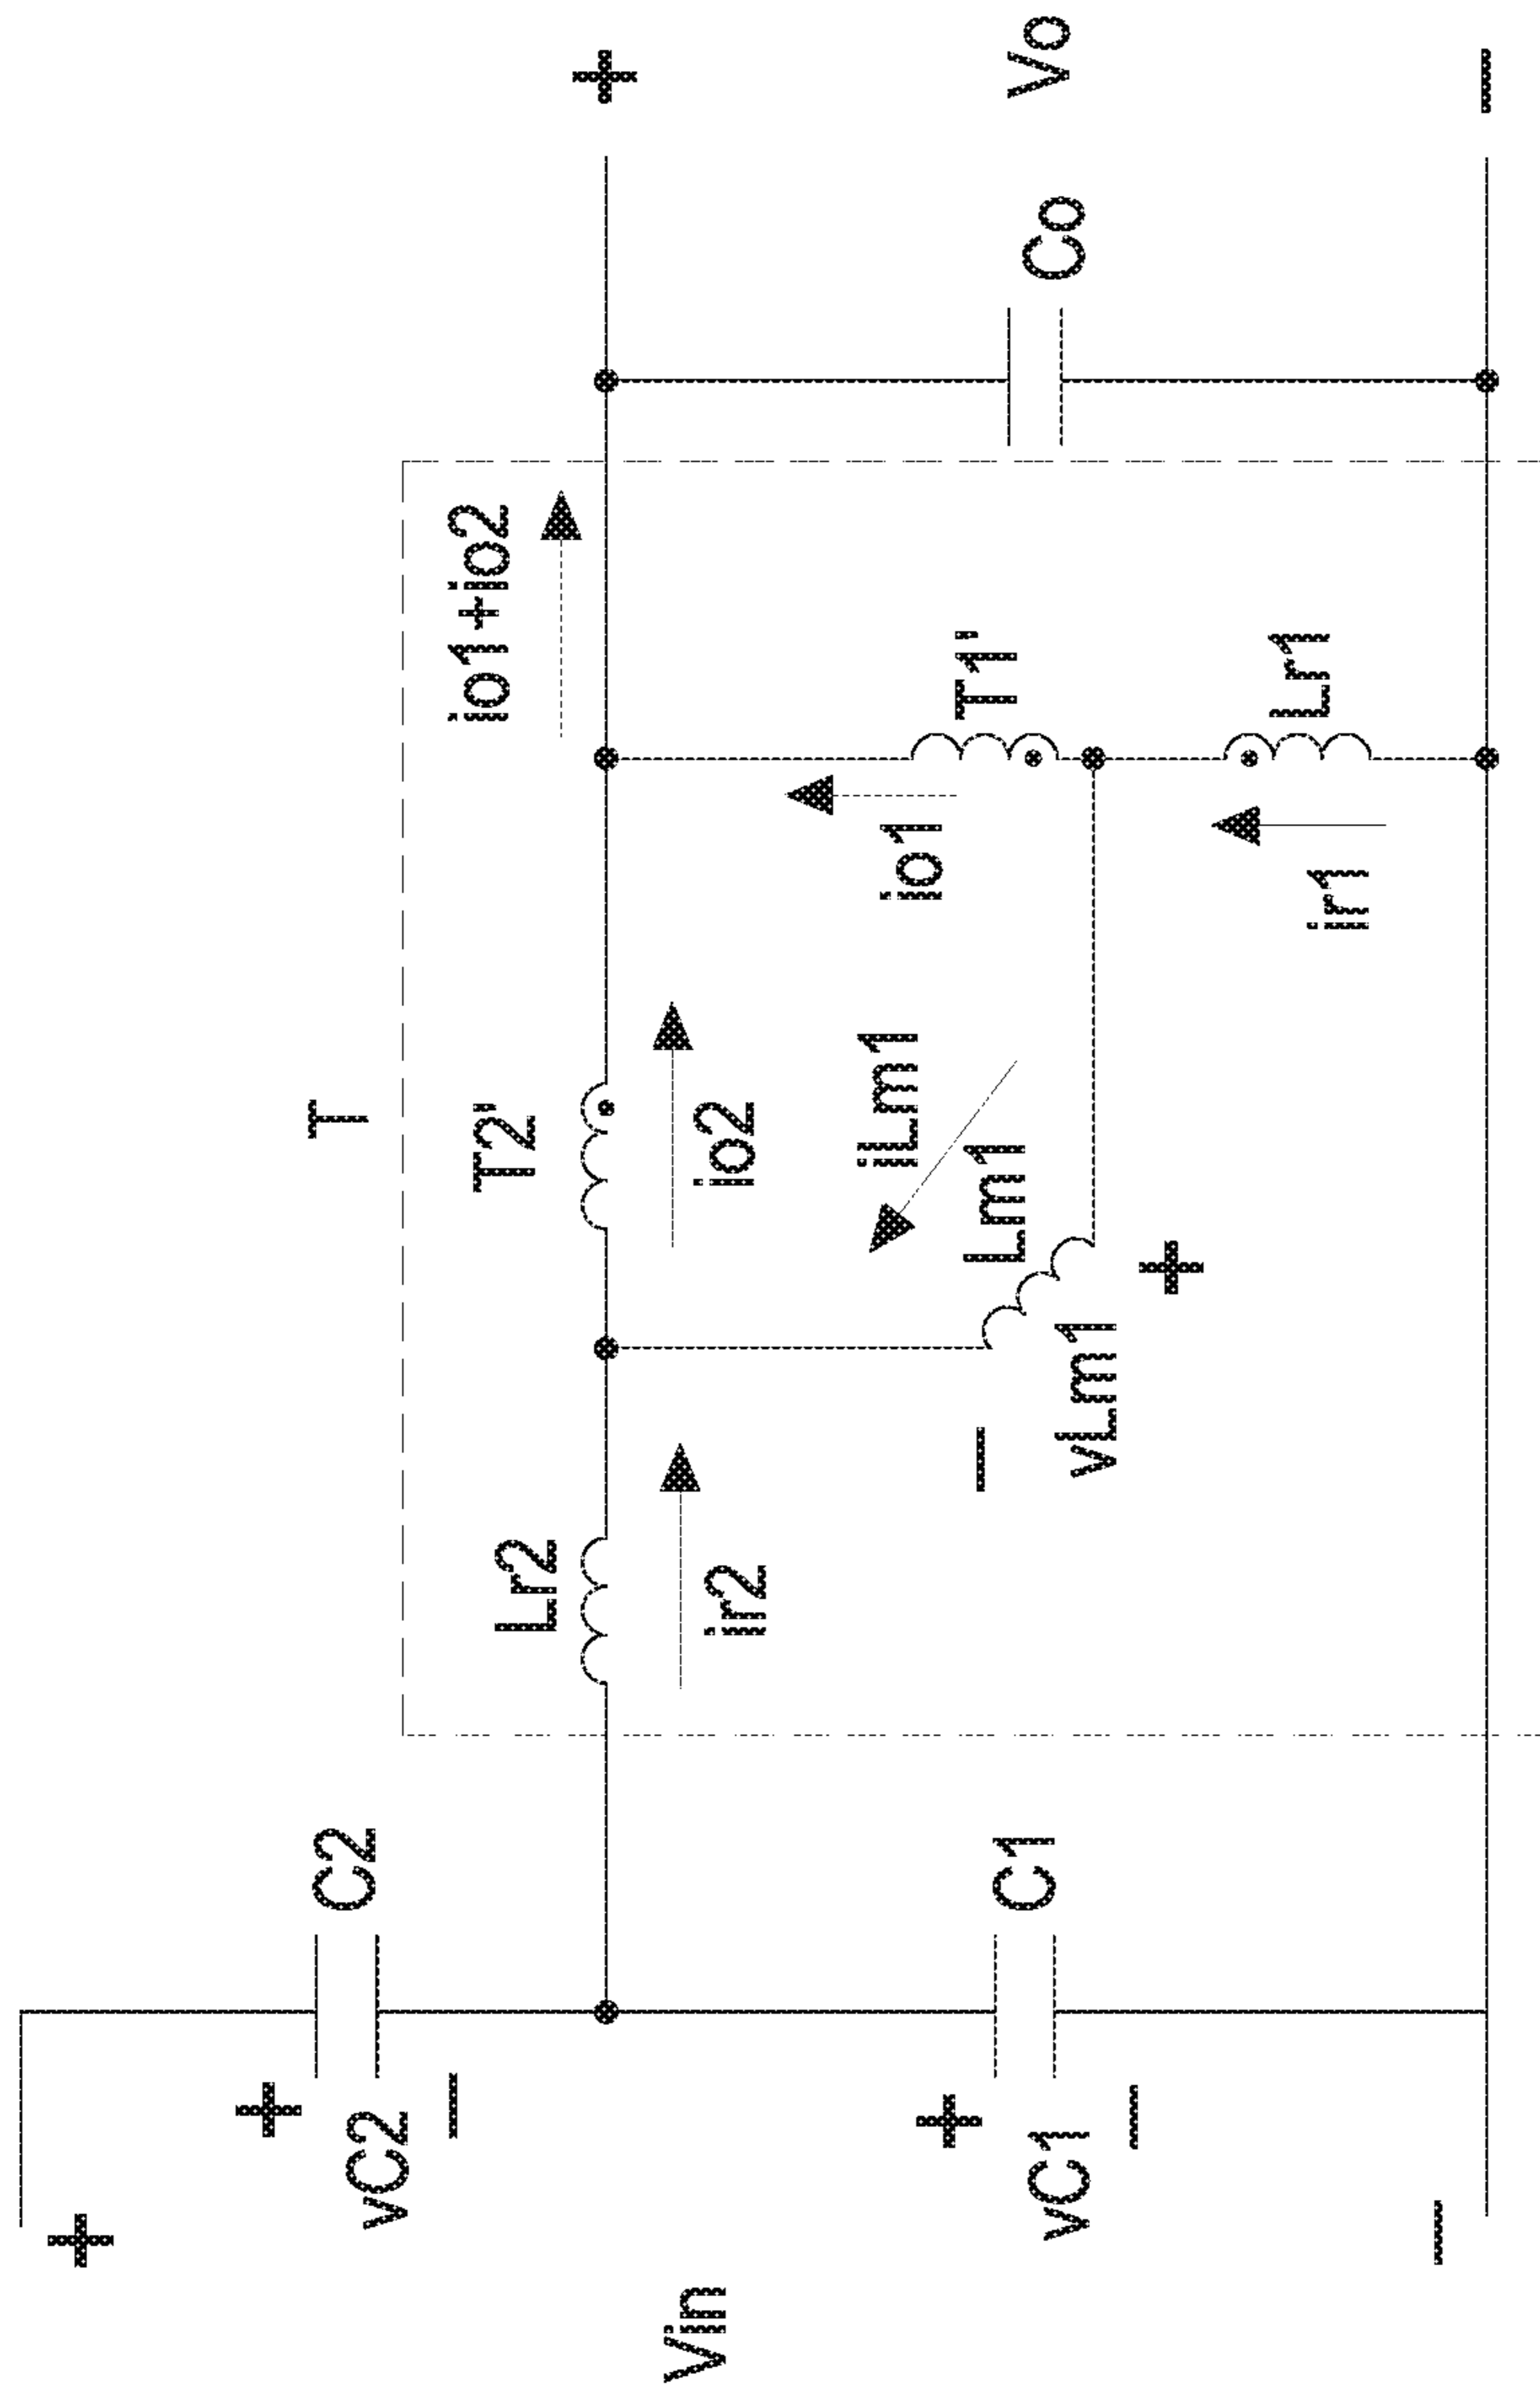 +
+
C2
T
vC2
−
io1+io2
T2'
Lr2
+
Vin
ir2
io2
iLm1
io1
+
−
T1'
Lm1
C1
Vo
Co
vC1
vLm1
−
+
Lr1
ir1
−
−